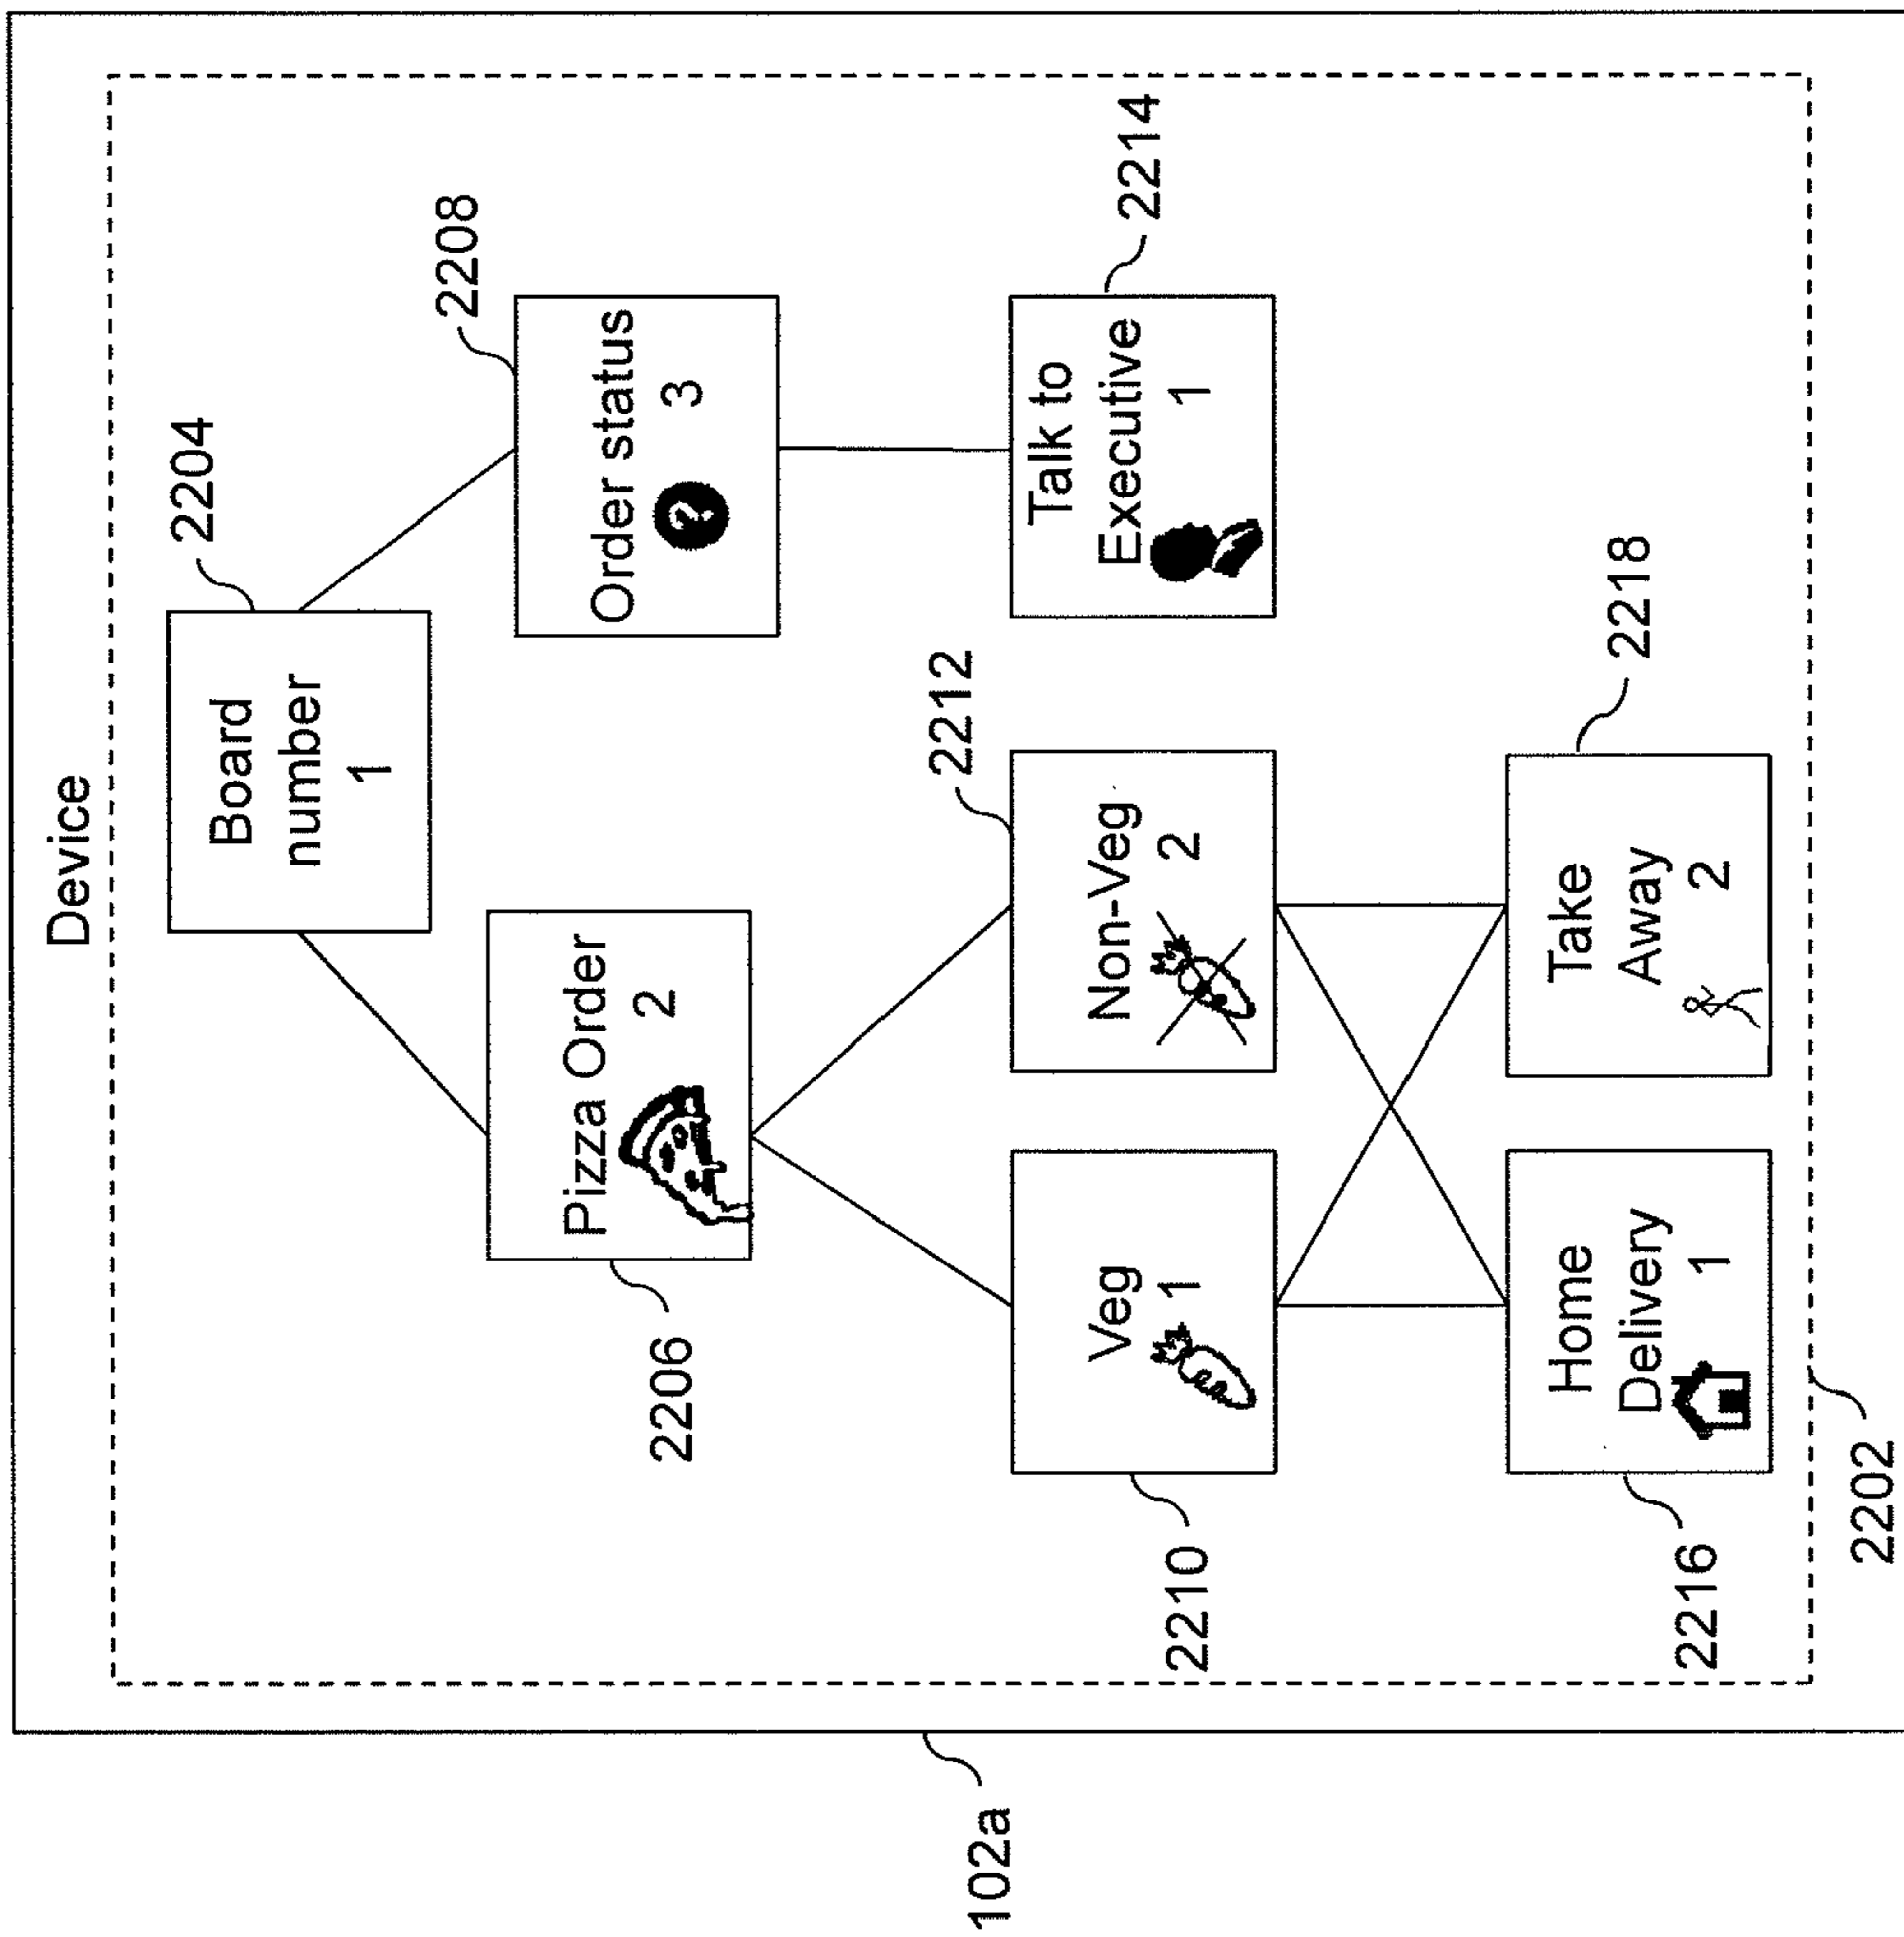 Device
Board
number
1
2204
Pizza Order
2
2206
Order status
3
2208
Veg
1
2210
Non-Veg
2
2212
Talk to
Executive
1
2214
Home
Delivery
1
2216
Take
Away
2
2218
2202
102a